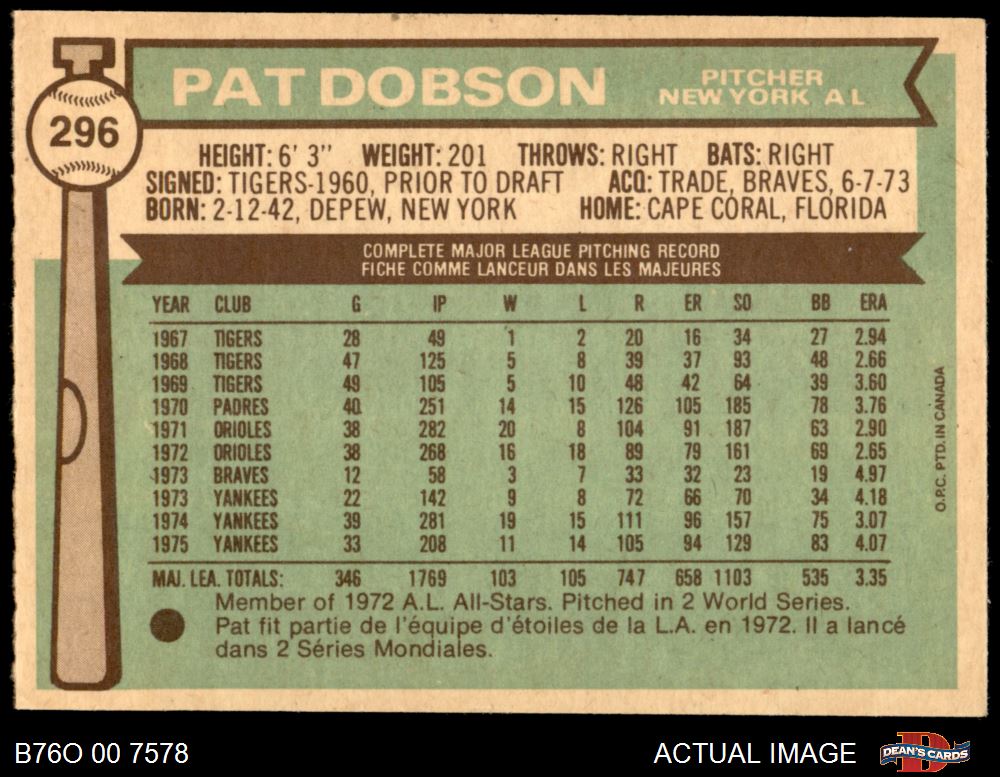 296
PAT DOBSON
PITCHER
NEW YORK A L
HEIGHT: 6' 3" WEIGHT: 201 THROWS: RIGHT BATS: RIGHT
SIGNED: TIGERS-1960, PRIOR TO DRAFT ACQ: TRADE, BRAVES, 6-7-73
BORN: 2-12-42, DEPEW, NEW YORK HOME: CAPE CORAL, FLORIDA
COMPLETE MAJOR LEAGUE PITCHING RECORD
FICHE COMME LANCEUR DANS LES MAJEURES
YEAR CLUB G IP W L R ER SO BB ERA
1967 TIGERS 28 49 1 2 20 16 34 27 2.94
1968 TIGERS 47 125 5 8 39 37 93 48 2.66
1969 TIGERS 49 105 5 10 48 42 64 39 3.60
1970 PADRES 40 251 14 15 126 105 185 78 3.76
1971 ORIOLES 38 282 20 8 104 91 187 63 2.90
1972 ORIOLES 38 268 16 18 89 79 161 69 2.65
1973 BRAVES 12 58 3 7 33 32 23 19 4.97
1973 YANKEES 22 142 9 8 72 66 70 34 4.18
1974 YANKEES 39 281 19 15 111 96 157 75 3.07
1975 YANKEES 33 208 11 14 105 94 129 83 4.07
MAJ. LEA. TOTALS: 346 1769 103 105 747 658 1103 535 3.35
Member of 1972 A.L. All-Stars. Pitched in 2 World Series.
Pat fit partie de l'équipe d'étoiles de la L.A. en 1972. Il a lancé
dans 2 Séries Mondiales.
O.P.C. PTD. IN CANADA
B76O 00 7578
ACTUAL IMAGE
D
DEAN'S CARDS